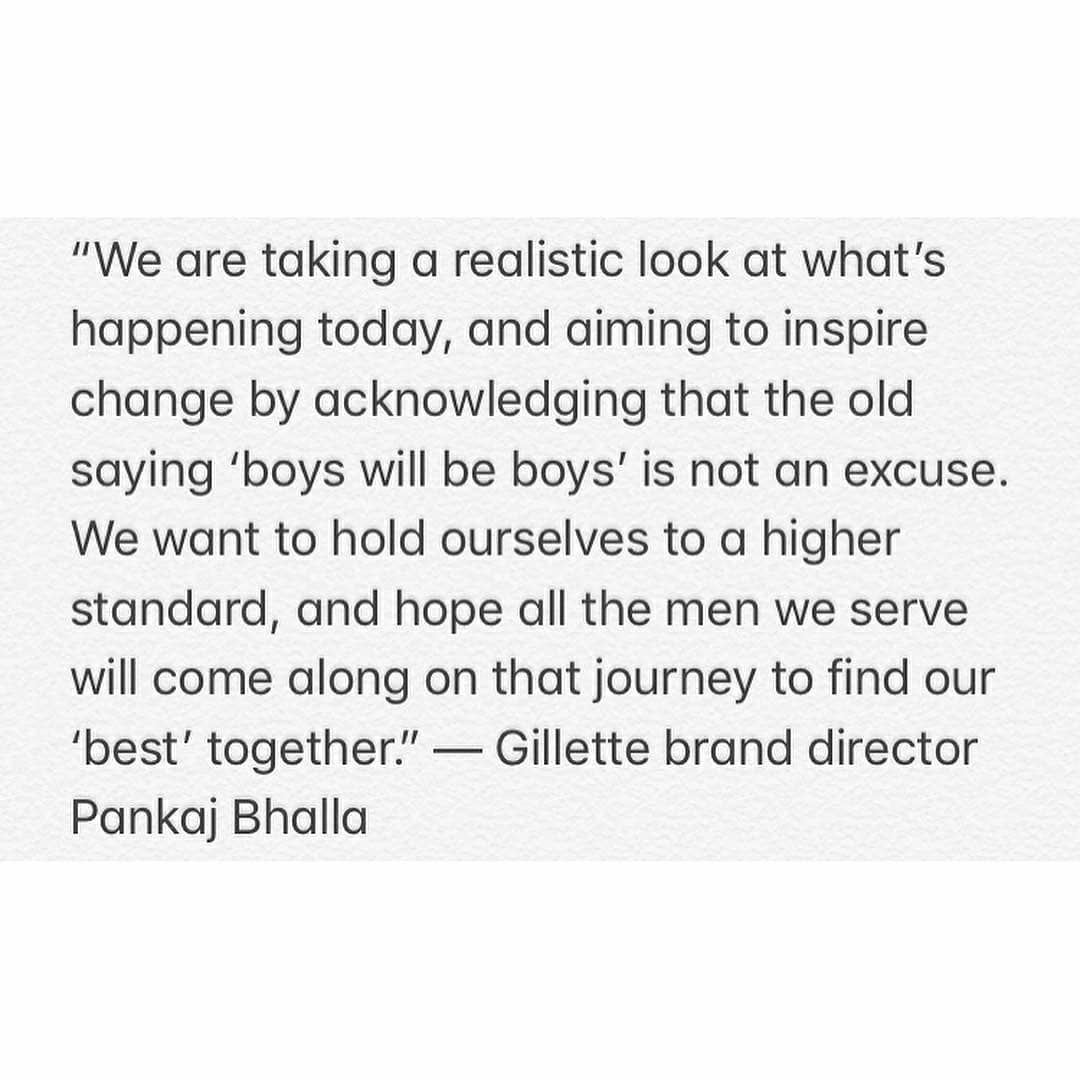 “We are taking a realistic look at what’s
happening today, and aiming to inspire
change by acknowledging that the old
saying ‘boys will be boys’ is not an excuse.
We want to hold ourselves to a higher
standard, and hope all the men we serve
will come along on that journey to find our
‘best’ together.” — Gillette brand director
Pankaj Bhalla